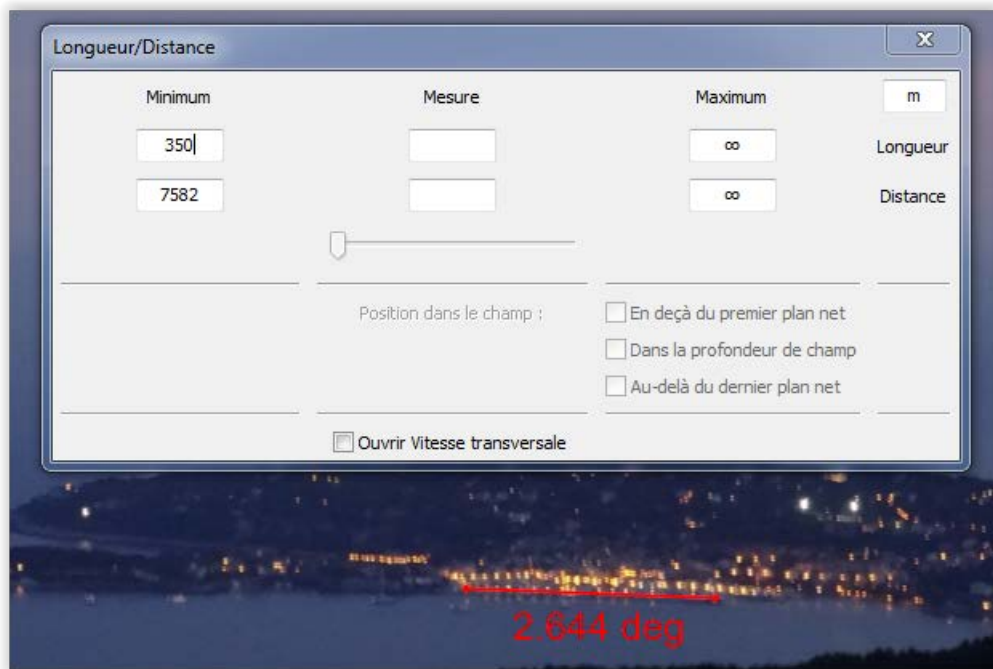 Longueur/Distance
X
Minimum Mesure Maximum m
350 ∞ Longueur
7582 ∞ Distance
Position dans le champ : En deçà du premier plan net
Dans la profondeur de champ
Au-delà du dernier plan net
Ouvrir Vitesse transversale
2.644 deg